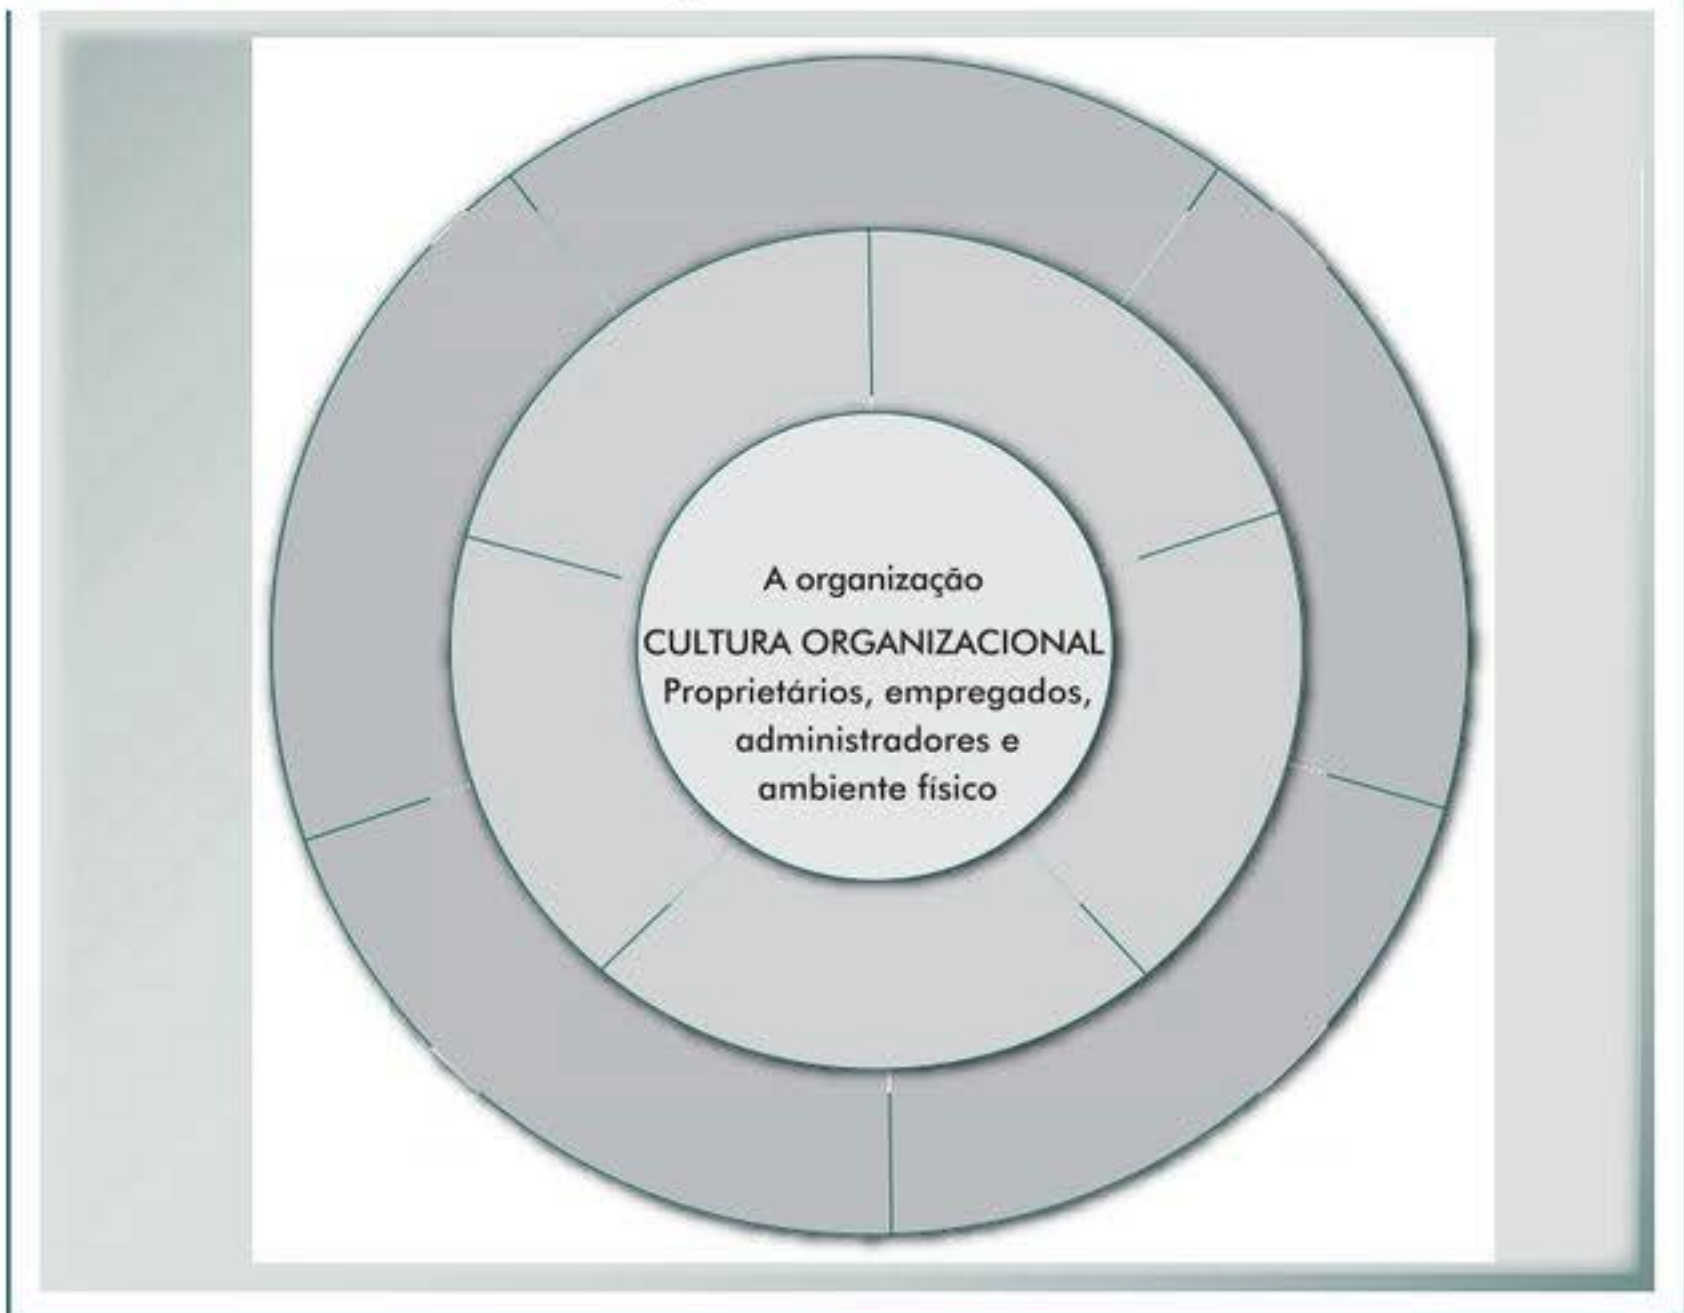 A organização
CULTURA ORGANIZACIONAL
Proprietários, empregados,
administradores e
ambiente físico